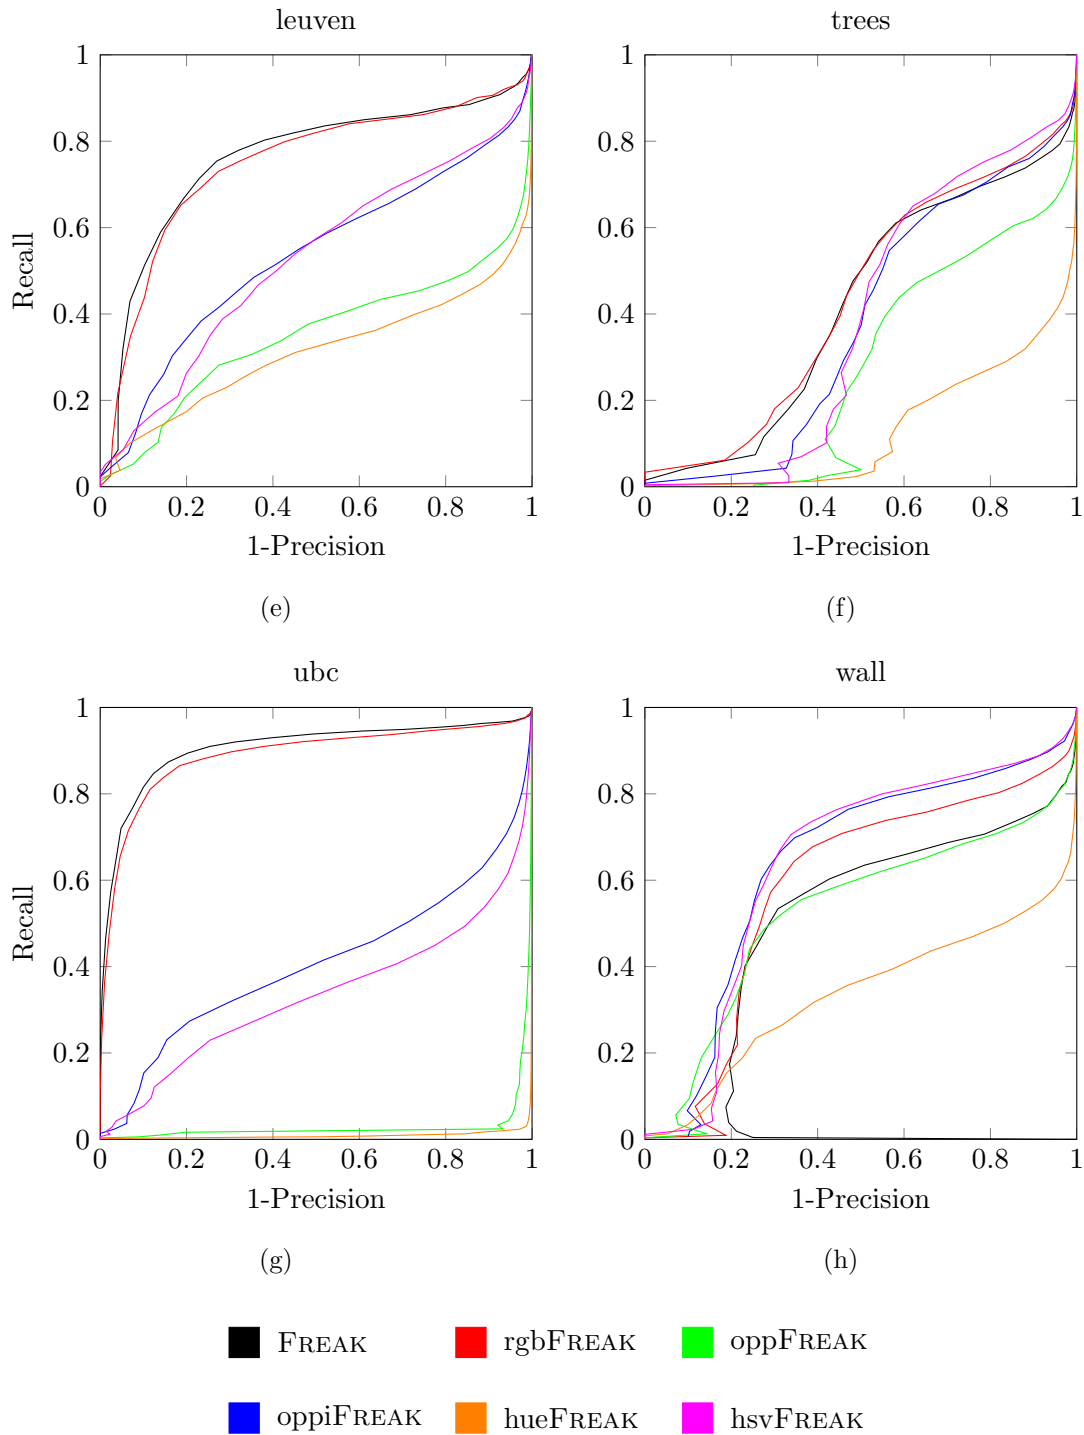 leuven
1
0.8
0.6
0.4
0.2
0
Recall
0 0.2 0.4 0.6 0.8 1
1-Precision
(e)
trees
1
0.8
0.6
0.4
0.2
0
0 0.2 0.4 0.6 0.8 1
1-Precision
(f)
ubc
1
0.8
0.6
0.4
0.2
0
Recall
0 0.2 0.4 0.6 0.8 1
1-Precision
(g)
wall
1
0.8
0.6
0.4
0.2
0
0 0.2 0.4 0.6 0.8 1
1-Precision
(h)
FREAK rgbFREAK oppFREAK
oppiFREAK hueFREAK hsvFREAK